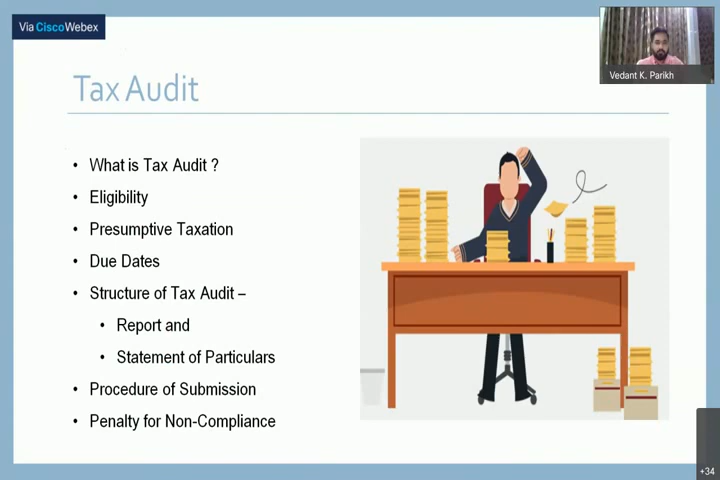 Via Cisco Webex
Vedant K. Parikh
Tax Audit
• What is Tax Audit ?
• Eligibility
• Presumptive Taxation
• Due Dates
• Structure of Tax Audit –
• Report and
• Statement of Particulars
• Procedure of Submission
• Penalty for Non-Compliance
+34